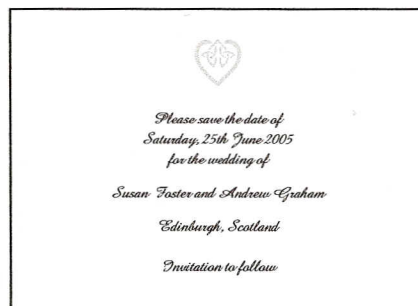 Please save the date of
Saturday, 25th June 2005
for the wedding of
Susan Foster and Andrew Graham
Edinburgh, Scotland
Invitation to follow